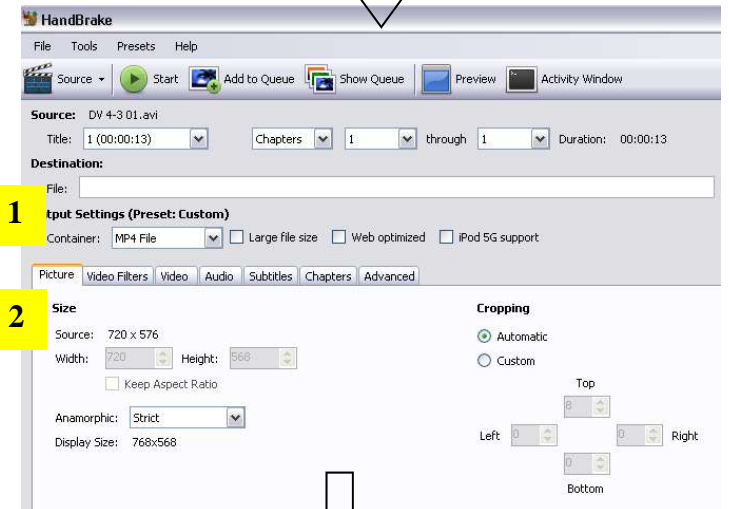 HandBrake
File Tools Presets Help
Source Start Add to Queue Show Queue Preview Activity Window
Source: DV 4-3 01.avi
Title: 1 (00:00:13) Chapters 1 through 1 Duration: 00:00:13
Destination:
File:
1 tput Settings (Preset: Custom)
Container: MP4 File Large file size Web optimized iPod 5G support
Picture Video Filters Video Audio Subtitles Chapters Advanced
2 Size Cropping
Source: 720 x 576 Automatic
Width: 720 Height: 568 Custom
Keep Aspect Ratio Top
8
Anamorphic: Strict
Left 0 0 Right
Display Size: 768x568
0
Bottom